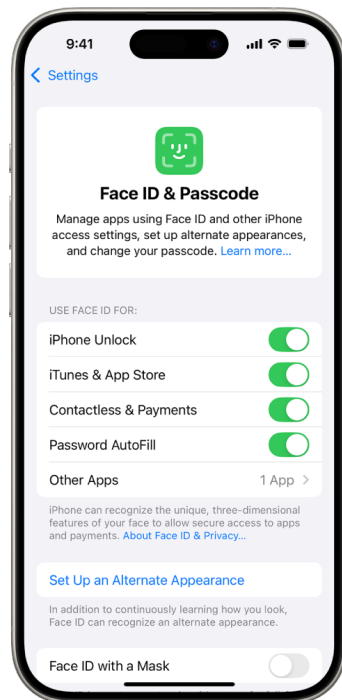 9:41
Settings
Face ID & Passcode
Manage apps using Face ID and other iPhone
access settings, set up alternate appearances,
and change your passcode. Learn more...
USE FACE ID FOR:
iPhone Unlock
iTunes & App Store
Contactless & Payments
Password AutoFill
Other Apps 1 App
iPhone can recognize the unique, three-dimensional
features of your face to allow secure access to apps
and payments. About Face ID & Privacy...
Set Up an Alternate Appearance
In addition to continuously learning how you look,
Face ID can recognize an alternate appearance.
Face ID with a Mask